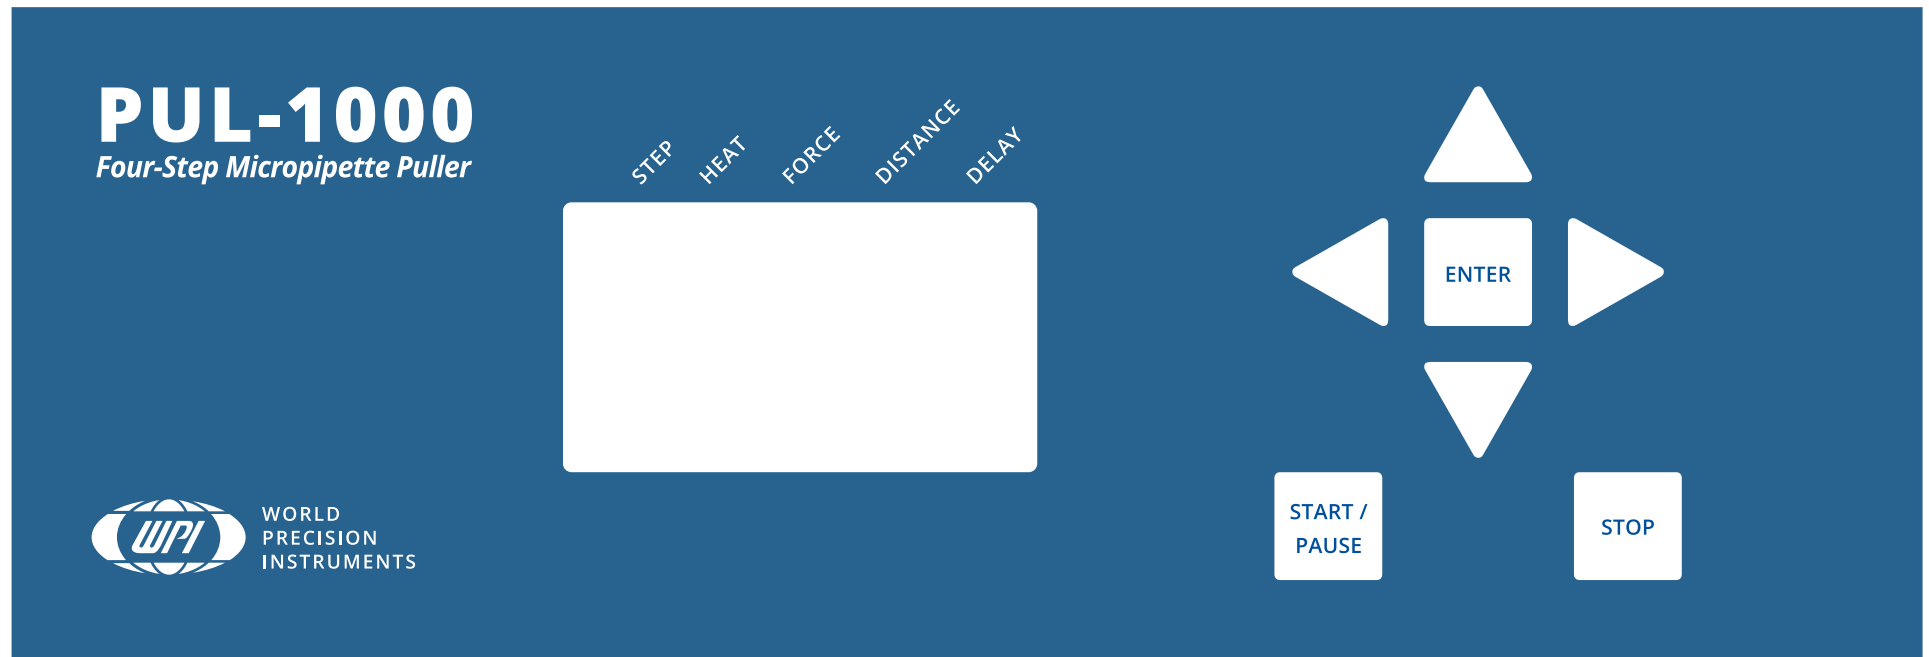 PUL-1000
Four-Step Micropipette Puller
STEP
HEAT
FORCE
DISTANCE
DELAY
ENTER
START /
PAUSE
STOP
WPI
WORLD
PRECISION
INSTRUMENTS